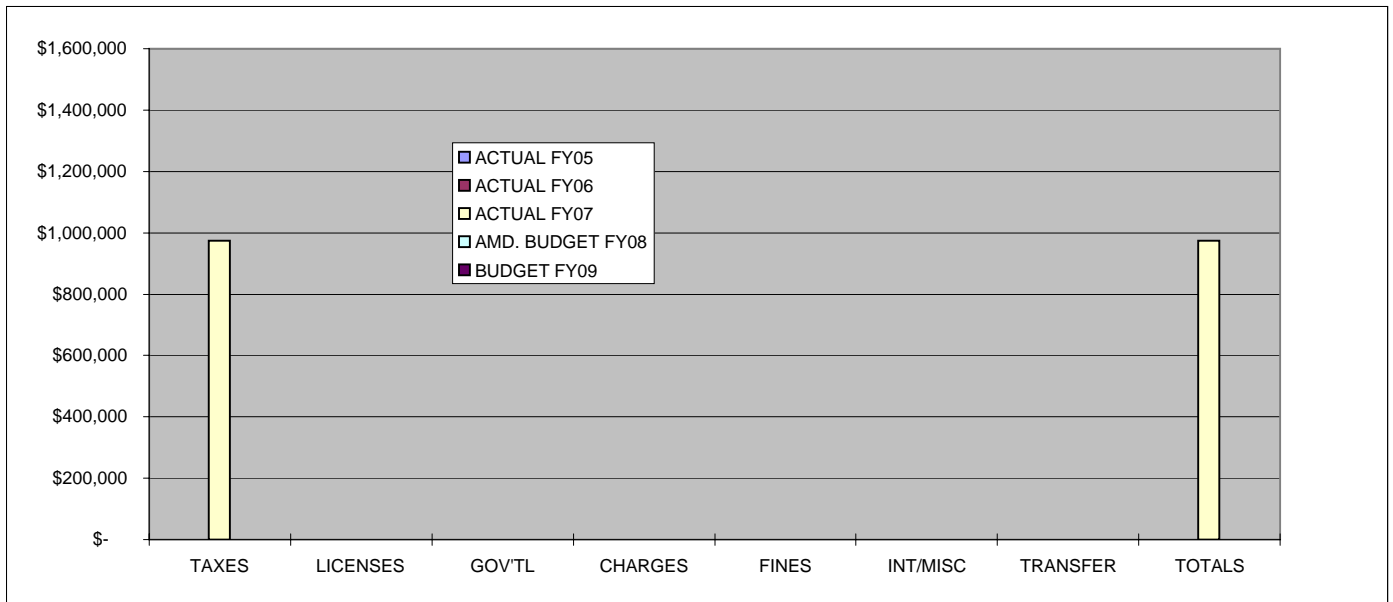 $1,600,000
$1,400,000
$1,200,000
$1,000,000
$800,000
$600,000
$400,000
$200,000
$-
ACTUAL FY05
ACTUAL FY06
ACTUAL FY07
AMD. BUDGET FY08
BUDGET FY09
TAXES LICENSES GOV'TL CHARGES FINES INT/MISC TRANSFER TOTALS